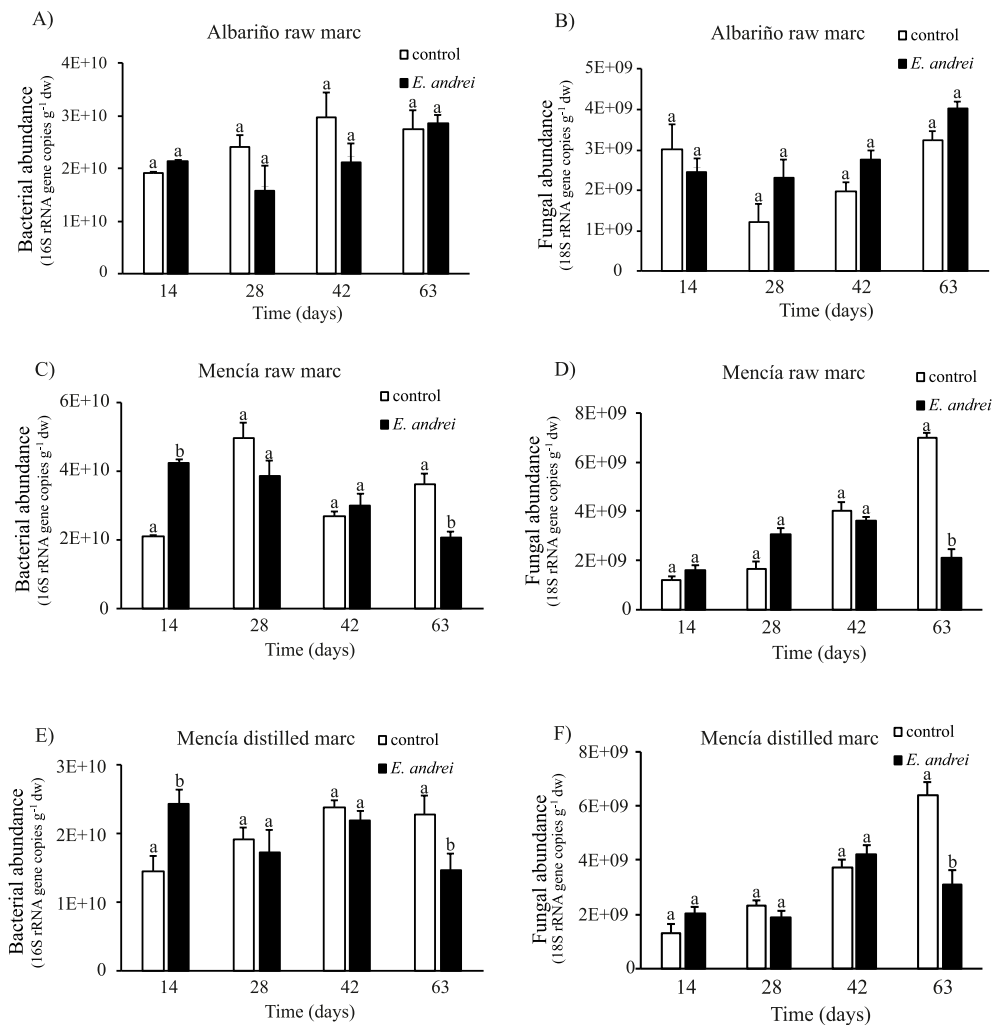 A)
Albariño raw marc
control
E. andrei
Bacterial abundance
(16S rRNA gene copies g-1 dw)
4E+10
3E+10
2E+10
1E+10
0
a a a a a a a a
14 28 42 63
Time (days)
B)
Albariño raw marc
control
E. andrei
Fungal abundance
(18S rRNA gene copies g-1 dw)
5E+09
4E+09
3E+09
2E+09
1E+09
0
a a a a a a a a
14 28 42 63
Time (days)
C)
Mencía raw marc
control
E. andrei
Bacterial abundance
(16S rRNA gene copies g-1 dw)
6E+10
4E+10
2E+10
0
a b a a a a a b
14 28 42 63
Time (days)
D)
Mencía raw marc
control
E. andrei
Fungal abundance
(18S rRNA gene copies g-1 dw)
8E+09
6E+09
4E+09
2E+09
0
a a a a a a a b
14 28 42 63
Time (days)
E)
Mencía distilled marc
control
E. andrei
Bacterial abundance
(16S rRNA gene copies g-1 dw)
3E+10
2E+10
1E+10
0
a b a a a a a b
14 28 42 63
Time (days)
F)
Mencía distilled marc
control
E. andrei
Fungal abundance
(18S rRNA gene copies g-1 dw)
8E+09
6E+09
4E+09
2E+09
0
a a a a a a a b
14 28 42 63
Time (days)